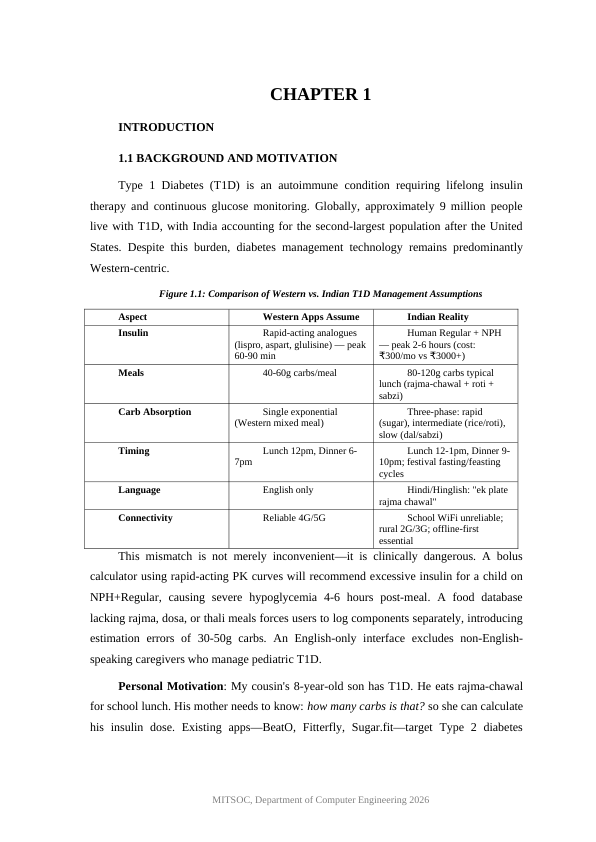 CHAPTER 1
INTRODUCTION
1.1 BACKGROUND AND MOTIVATION
Type 1 Diabetes (T1D) is an autoimmune condition requiring lifelong insulin
therapy and continuous glucose monitoring. Globally, approximately 9 million people
live with T1D, with India accounting for the second-largest population after the United
States. Despite this burden, diabetes management technology remains predominantly
Western-centric.
Figure 1.1: Comparison of Western vs. Indian T1D Management Assumptions
Aspect Western Apps Assume Indian Reality
Insulin Rapid-acting analogues Human Regular + NPH
(lispro, aspart, glulisine) — peak — peak 2-6 hours (cost:
60-90 min ₹300/mo vs ₹3000+)
Meals 40-60g carbs/meal 80-120g carbs typical
lunch (rajma-chawal + roti +
sabzi)
Carb Absorption Single exponential Three-phase: rapid
(Western mixed meal) (sugar), intermediate (rice/roti),
slow (dal/sabzi)
Timing Lunch 12pm, Dinner 6- Lunch 12-1pm, Dinner 9-
7pm 10pm; festival fasting/feasting
cycles
Language English only Hindi/Hinglish: "ek plate
rajma chawal"
Connectivity Reliable 4G/5G School WiFi unreliable;
rural 2G/3G; offline-first
essential
This mismatch is not merely inconvenient—it is clinically dangerous. A bolus
calculator using rapid-acting PK curves will recommend excessive insulin for a child on
NPH+Regular, causing severe hypoglycemia 4-6 hours post-meal. A food database
lacking rajma, dosa, or thali meals forces users to log components separately, introducing
estimation errors of 30-50g carbs. An English-only interface excludes non-English-
speaking caregivers who manage pediatric T1D.
Personal Motivation: My cousin's 8-year-old son has T1D. He eats rajma-chawal
for school lunch. His mother needs to know: how many carbs is that? so she can calculate
his insulin dose. Existing apps—BeatO, Fitterfly, Sugar.fit—target Type 2 diabetes
MITSOC, Department of Computer Engineering 2026